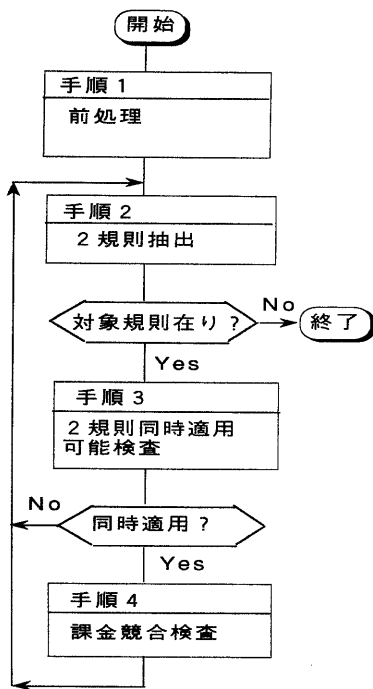 開始
手順1
前処理
手順2
2規則抽出
対象規則在り?
No
終了
Yes
手順3
2規則同時適用
可能検査
No
同時適用?
Yes
手順4
課金競合検査